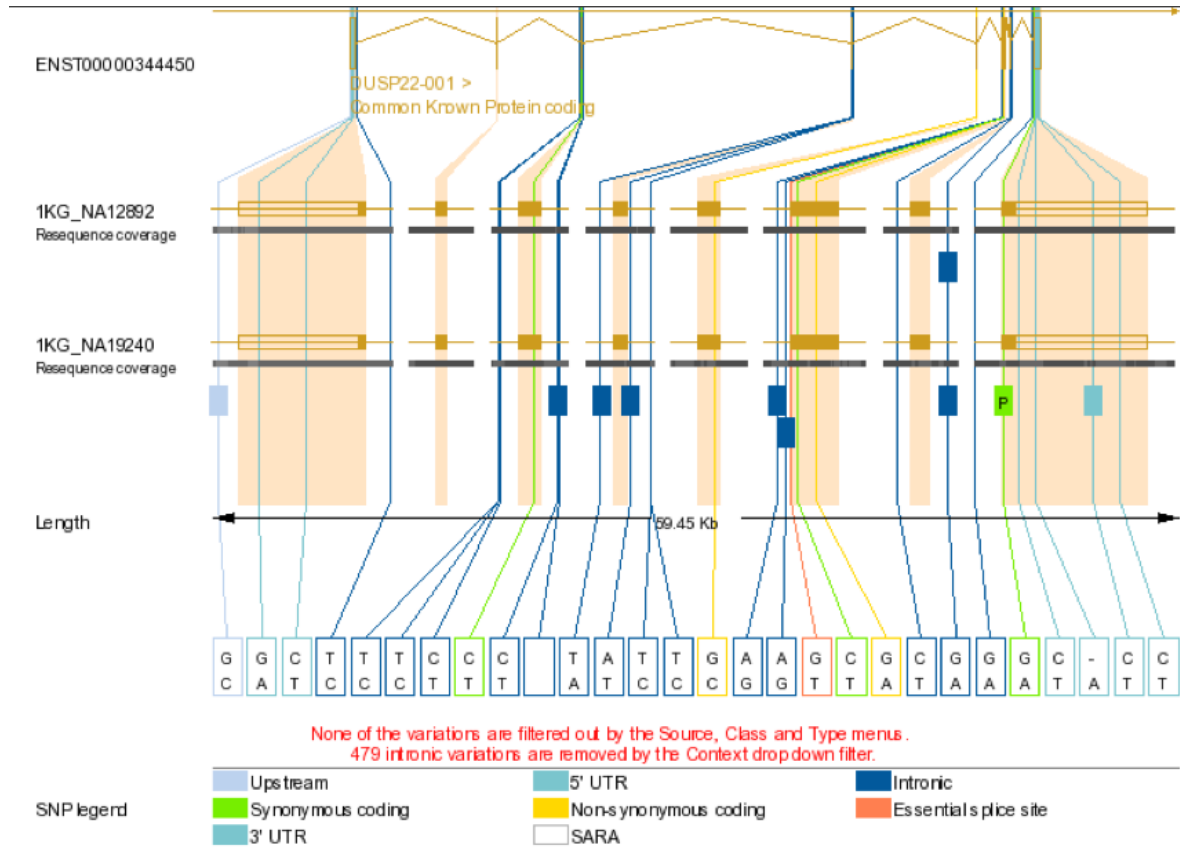 ENST00000344450
DUSP22-001 >
Common Known Protein coding
1KG_NA12892
Resequence coverage
1KG_NA19240
Resequence coverage
P
Length
59.45 Kb
G G C T T T C C C T A T T G A A G C G C G G G C - C C
C A T C C C T T T A T C C C G G T T A T A A A T A T T
None of the variations are filtered out by the Source, Class and Type menus.
479 intronic variations are removed by the Context dropdown filter.
SNP legend
Upstream 5' UTR Intronic
Synonymous coding Non-synonymous coding Essential splice site
3' UTR SARA